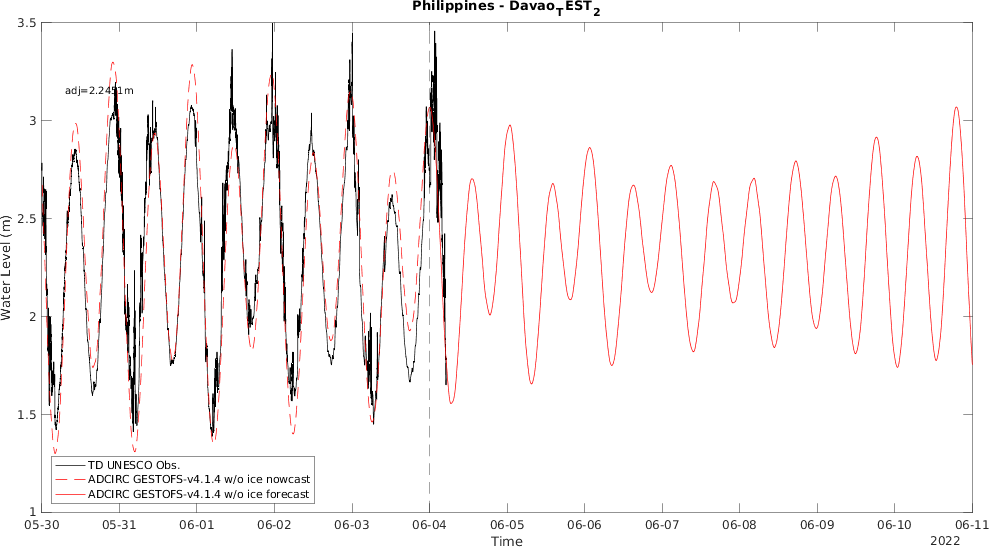 Philippines - Davao_TEST_2
3.5
adj=2.2451m
3
2.5
Water Level (m)
2
1.5
TD UNESCO Obs.
ADCIRC GESTOFS-v4.1.4 w/o ice nowcast
ADCIRC GESTOFS-v4.1.4 w/o ice forecast
1
05-30 05-31 06-01 06-02 06-03 06-04 06-05 06-06 06-07 06-08 06-09 06-10 06-11
Time
2022